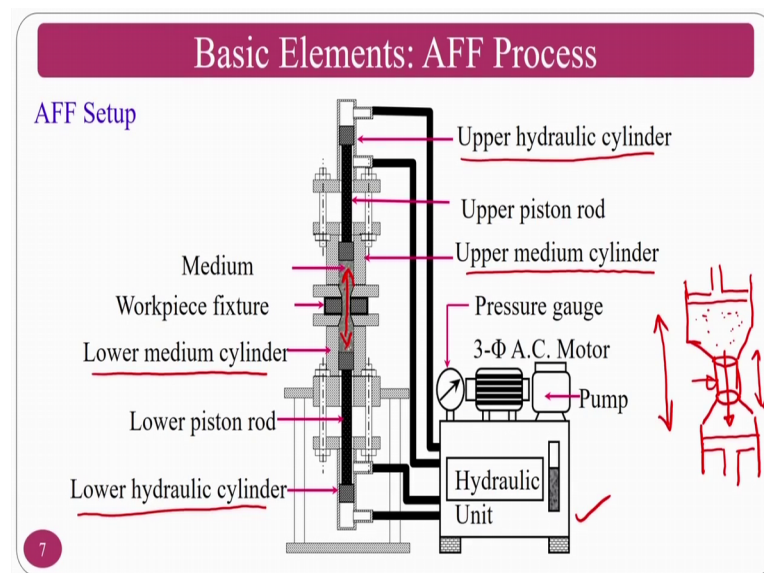 Basic Elements: AFF Process
AFF Setup
Upper hydraulic cylinder
Upper piston rod
Upper medium cylinder
Medium
Workpiece fixture
Lower medium cylinder
Pressure gauge
3-Φ A.C. Motor
Pump
Lower piston rod
Lower hydraulic cylinder
Hydraulic
Unit
7